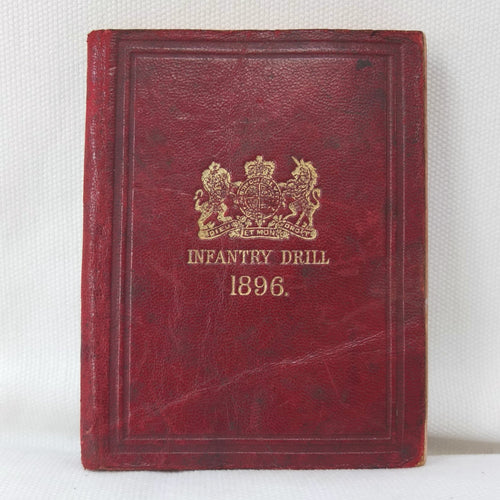 DIEU ET MON DROIT
INFANTRY DRILL
1896.